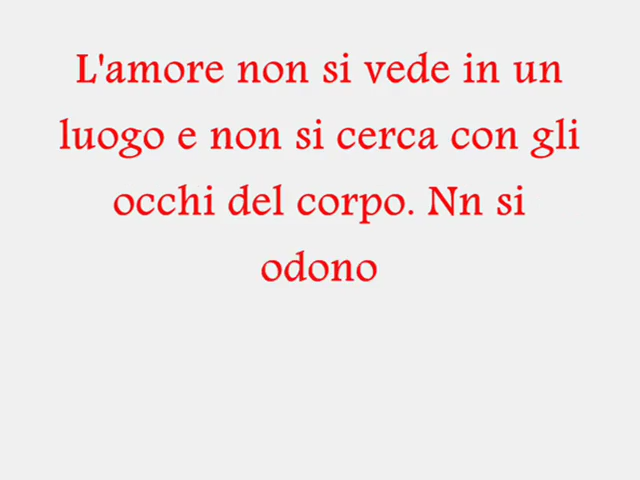 L'amore non si vede in un
luogo e non si cerca con gli
occhi del corpo. Nn si
odono